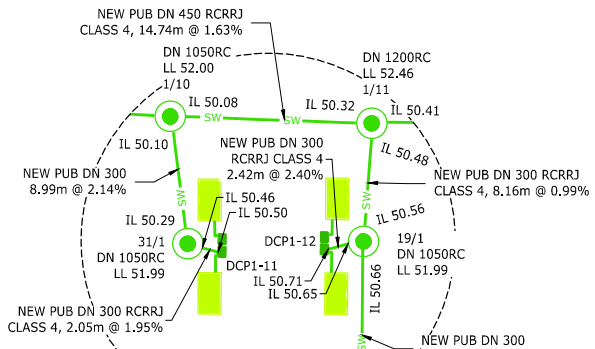 NEW PUB DN 450 RCRRJ
CLASS 4, 14.74m @ 1.63%
DN 1050RC
LL 52.00
1/10
DN 1200RC
LL 52.46
1/11
IL 50.08
IL 50.32
IL 50.41
SW
SW
IL 50.10
NEW PUB DN 300
RCRRJ CLASS 4
2.42m @ 2.40%
IL 50.48
NEW PUB DN 300
8.99m @ 2.14%
SW
SW
NEW PUB DN 300 RCRRJ
CLASS 4, 8.16m @ 0.99%
IL 50.46
IL 50.50
IL 50.29
IL 50.56
31/1
DN 1050RC
LL 51.99
DCP1-11
DCP1-12
19/1
DN 1050RC
LL 51.99
IL 50.71
IL 50.65
IL 50.66
NEW PUB DN 300 RCRRJ
CLASS 4, 2.05m @ 1.95%
SW
NEW PUB DN 300